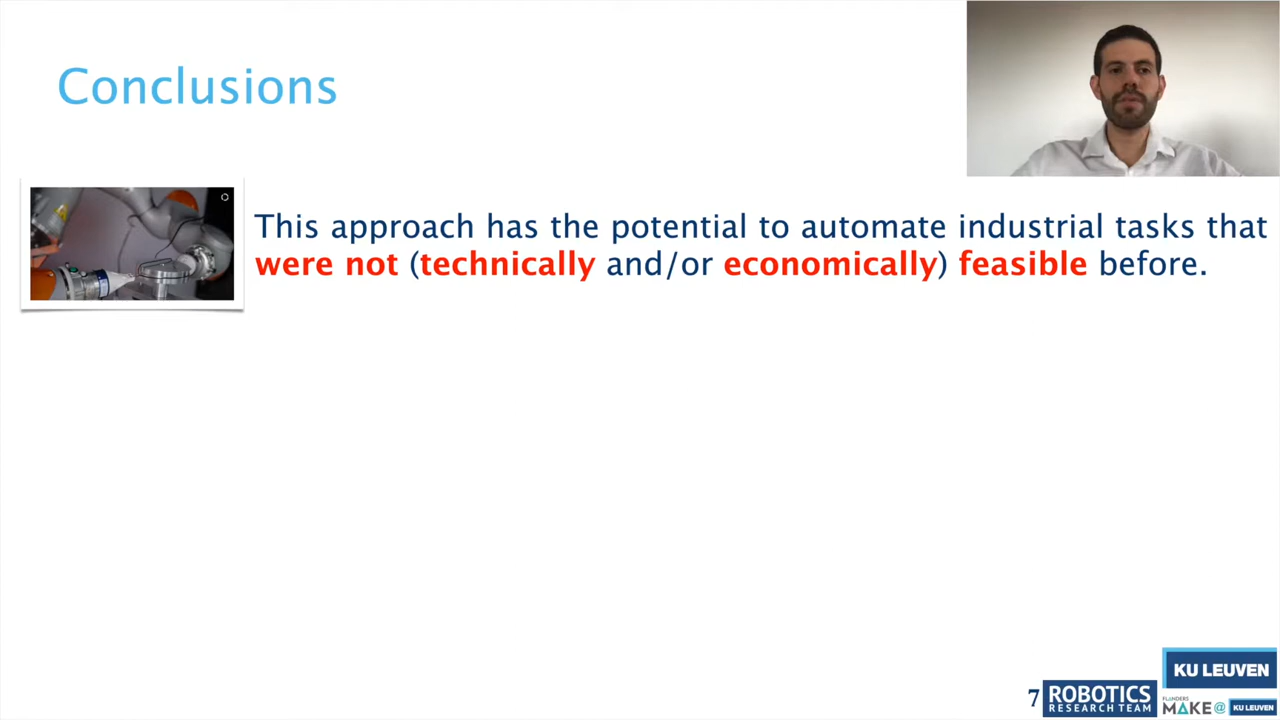 Conclusions
This approach has the potential to automate industrial tasks that
were not (technically and/or economically) feasible before.
7
ROBOTICS
RESEARCH TEAM
KU LEUVEN
FLANDERS
MAKE@
KU LEUVEN